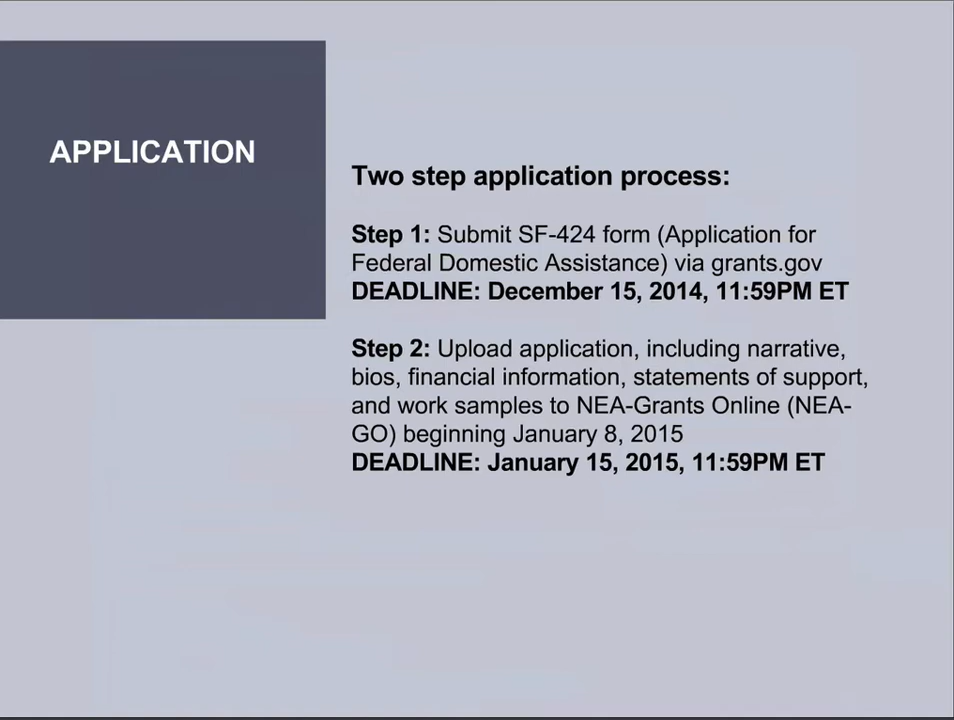 APPLICATION
Two step application process:
Step 1: Submit SF-424 form (Application for
Federal Domestic Assistance) via grants.gov
DEADLINE: December 15, 2014, 11:59PM ET
Step 2: Upload application, including narrative,
bios, financial information, statements of support,
and work samples to NEA-Grants Online (NEA-
GO) beginning January 8, 2015
DEADLINE: January 15, 2015, 11:59PM ET